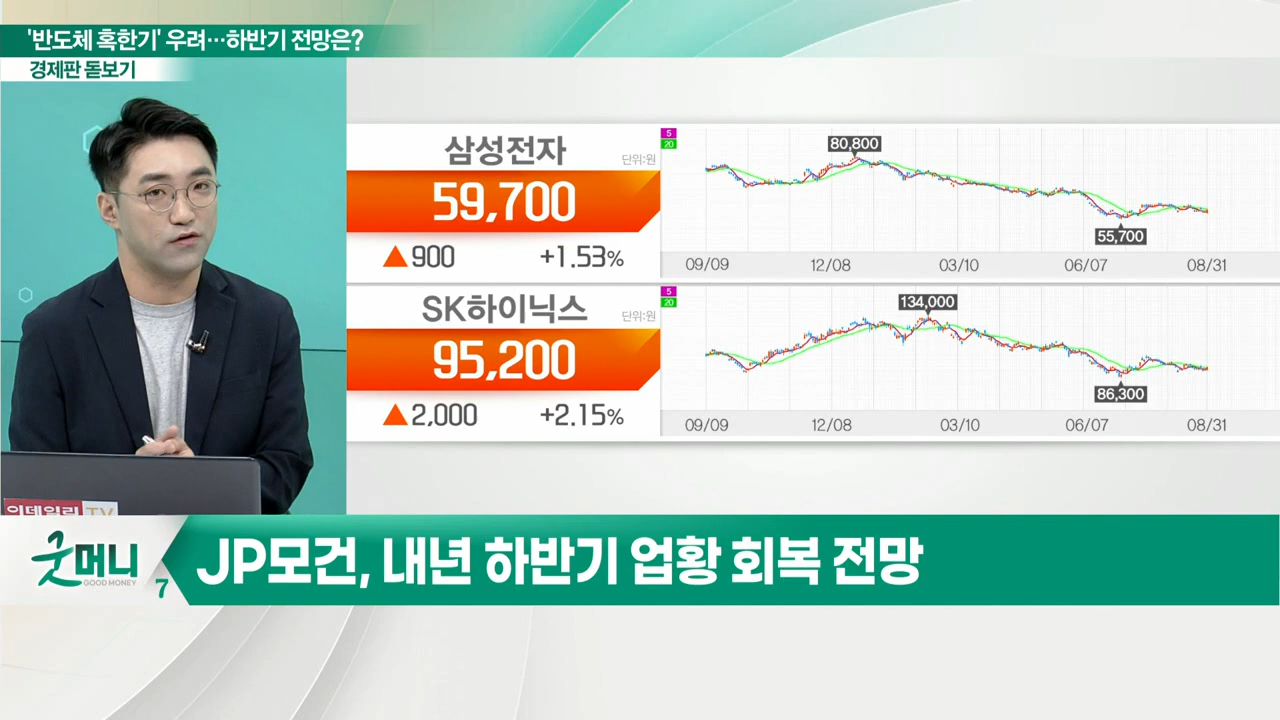 '반도체 혹한기' 우려…하반기 전망은?
경제판 돋보기
삼성전자
단위:원
59,700
▲900 +1.53%
5
20
80,800
55,700
09/09 12/08 03/10 06/07 08/31
SK하이닉스
단위:원
95,200
▲2,000 +2.15%
5
20
134,000
86,300
09/09 12/08 03/10 06/07 08/31
이데일리 TV
굿머니
GOOD MONEY
7
JP모건, 내년 하반기 업황 회복 전망